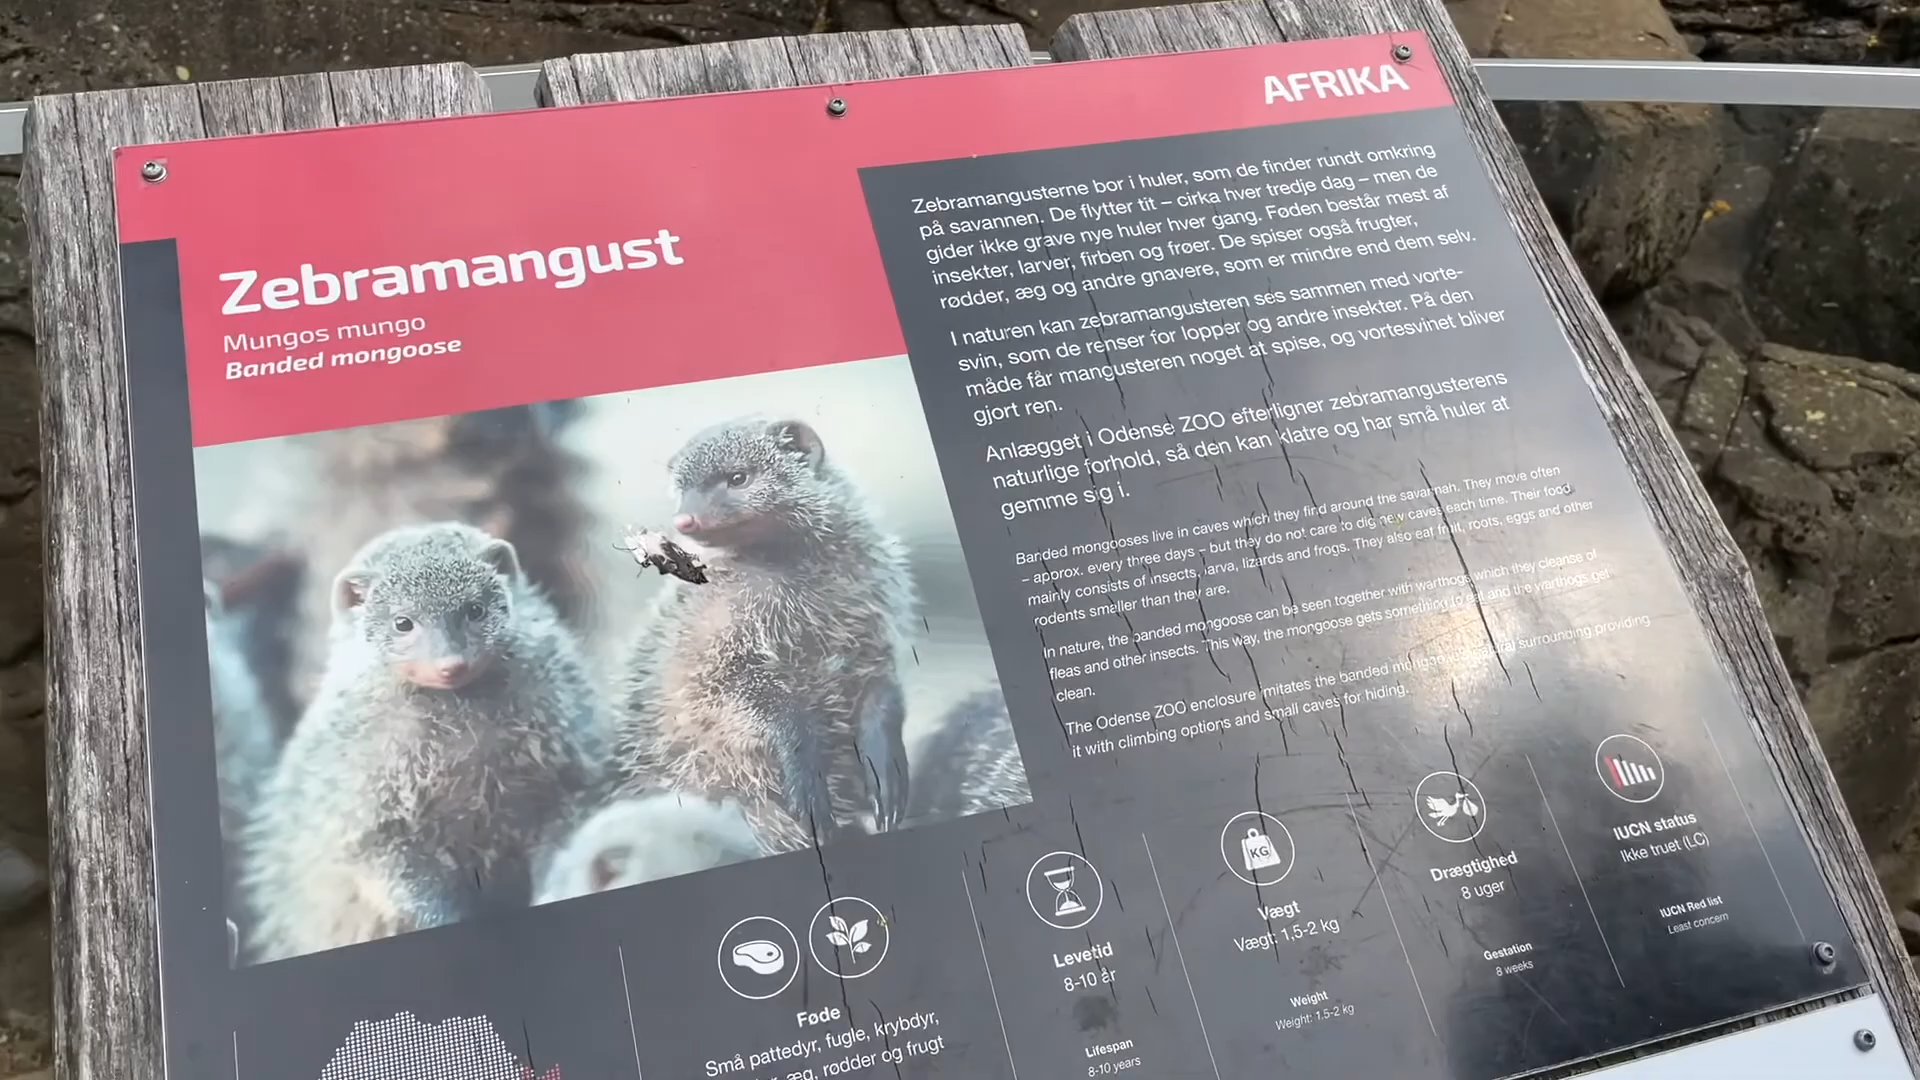 AFRIKA
Zebramangust
Mungos mungo
Banded mongoose
Zebramangusterne bor i huler, som de finder rundt omkring
på savannen. De flytter tit – cirka hver tredje dag – men de
gider ikke grave nye huler hver gang. Føden består mest af
insekter, larver, firben og frøer. De spiser også frugter,
rødder, æg og andre gnavere, som er mindre end dem selv.
I naturen kan zebramangusteren ses sammen med vorte-
svin, som de renser for lopper og andre insekter. På den
måde får mangusteren noget at spise, og vortesvinet bliver
gjort ren.
Anlægget i Odense ZOO efterligner zebramangusterens
naturlige forhold, så den kan klatre og har små huler at
gemme sig i.
Banded mongooses live in caves which they find around the savannah. They move often
– approx. every three days – but they do not care to dig new caves each time. Their food
mainly consists of insects, larva, lizards and frogs. They also eat fruit, roots, eggs and other
rodents smaller than they are.
In nature, the banded mongoose can be seen together with warthogs which they cleanse of
fleas and other insects. This way, the mongoose gets something to eat and the warthogs get
clean.
The Odense ZOO enclosure imitates the banded mongoose natural surrounding providing
it with climbing options and small caves for hiding.
Føde
Små pattedyr, fugle, krybdyr,
æg, rødder og frugt
Levetid
8-10 år
Lifespan
8-10 years
KG
Vægt
Vægt: 1,5-2 kg
Weight
Weight: 1.5-2 kg
Drægtighed
8 uger
Gestation
8 weeks
IUCN status
Ikke truet (LC)
IUCN Red list
Least concern